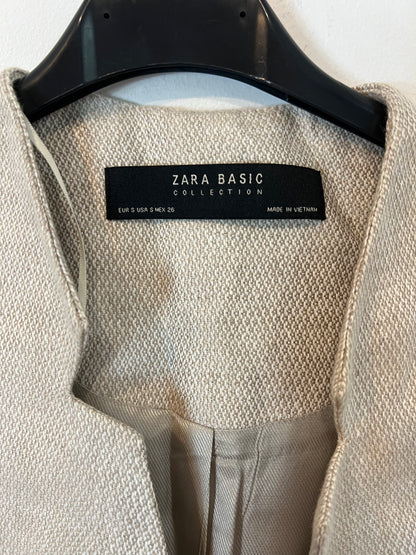 ZARA BASIC
COLLECTION
EUR S USA S MEX 26 MADE IN VIETNAM